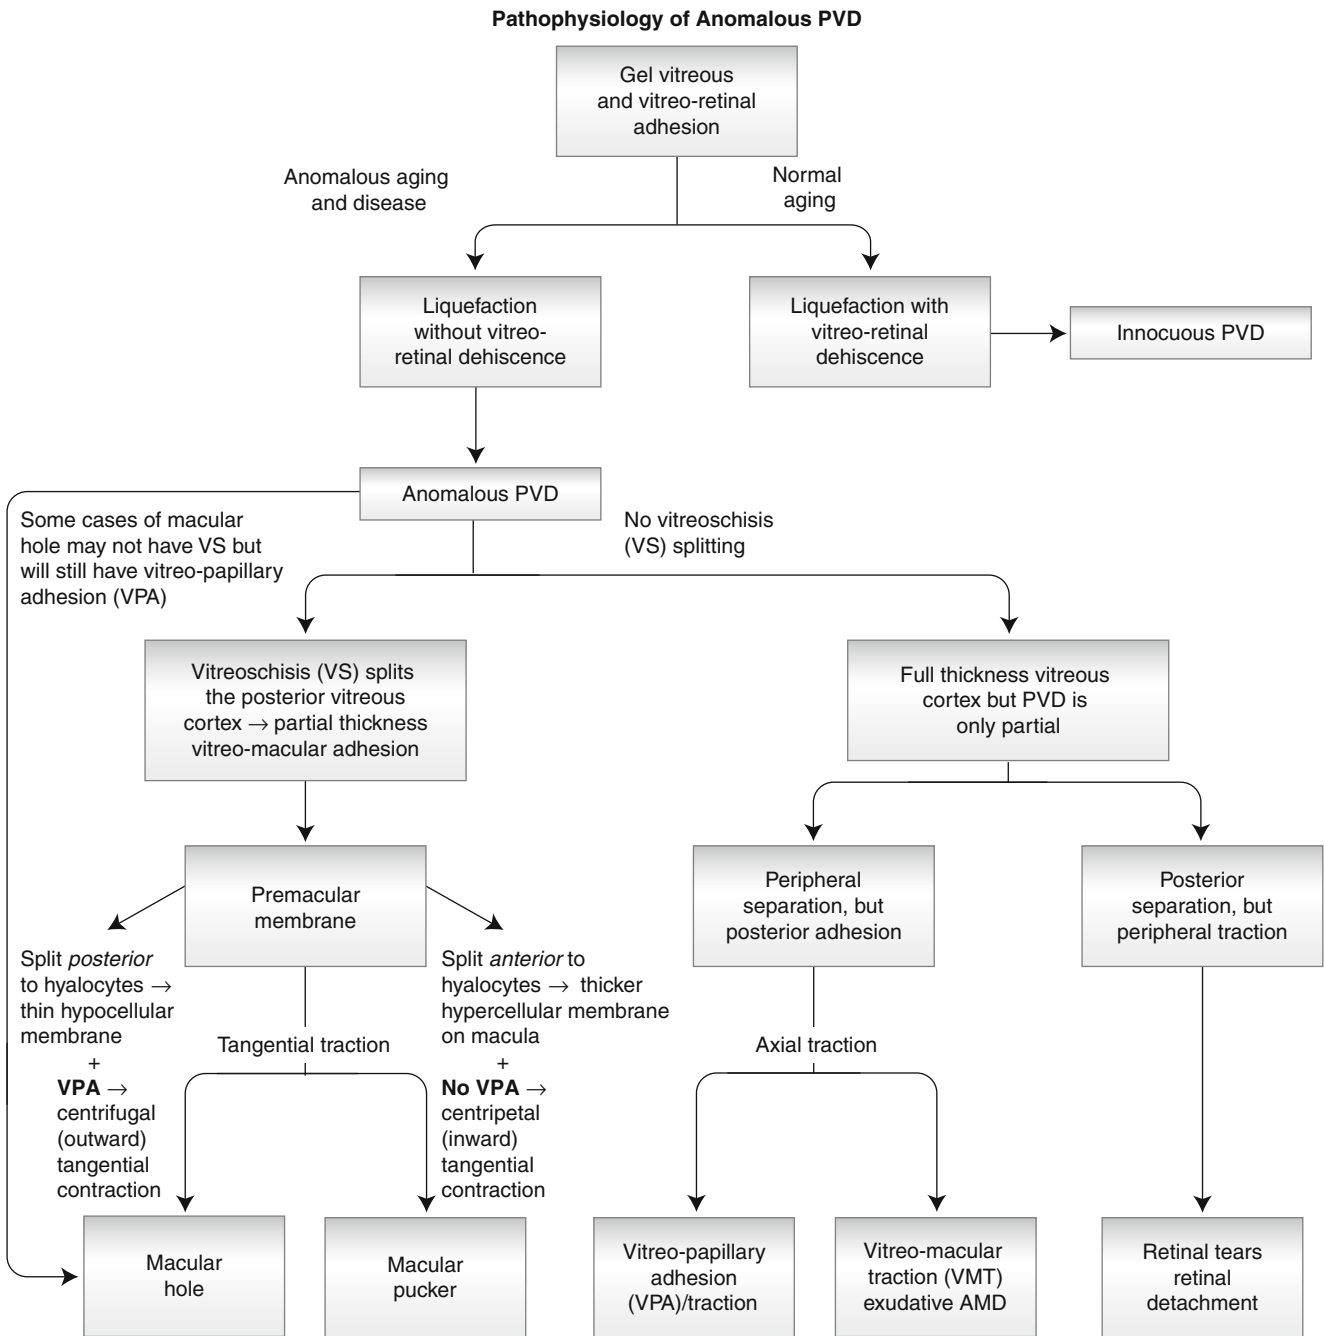 Pathophysiology of Anomalous PVD
Gel vitreous
and vitreo-retinal
adhesion
Anomalous aging
and disease
Normal
aging
Liquefaction
without vitreo-
retinal dehiscence
Liquefaction with
vitreo-retinal
dehiscence
Innocuous PVD
Anomalous PVD
Some cases of macular
hole may not have VS but
will still have vitreo-papillary
adhesion (VPA)
No vitreoschisis
(VS) splitting
Vitreoschisis (VS) splits
the posterior vitreous
cortex → partial thickness
vitreo-macular adhesion
Full thickness vitreous
cortex but PVD is
only partial
Premacular
membrane
Peripheral
separation, but
posterior adhesion
Posterior
separation, but
peripheral traction
Split posterior
to hyalocytes →
thin hypocellular
membrane
+
VPA →
centrifugal
(outward)
tangential
contraction
Tangential traction
Split anterior to
hyalocytes → thicker
hypercellular membrane
on macula
+
No VPA →
centripetal
(inward)
tangential
contraction
Axial traction
Macular
hole
Macular
pucker
Vitreo-papillary
adhesion
(VPA)/traction
Vitreo-macular
traction (VMT)
exudative AMD
Retinal tears
retinal
detachment